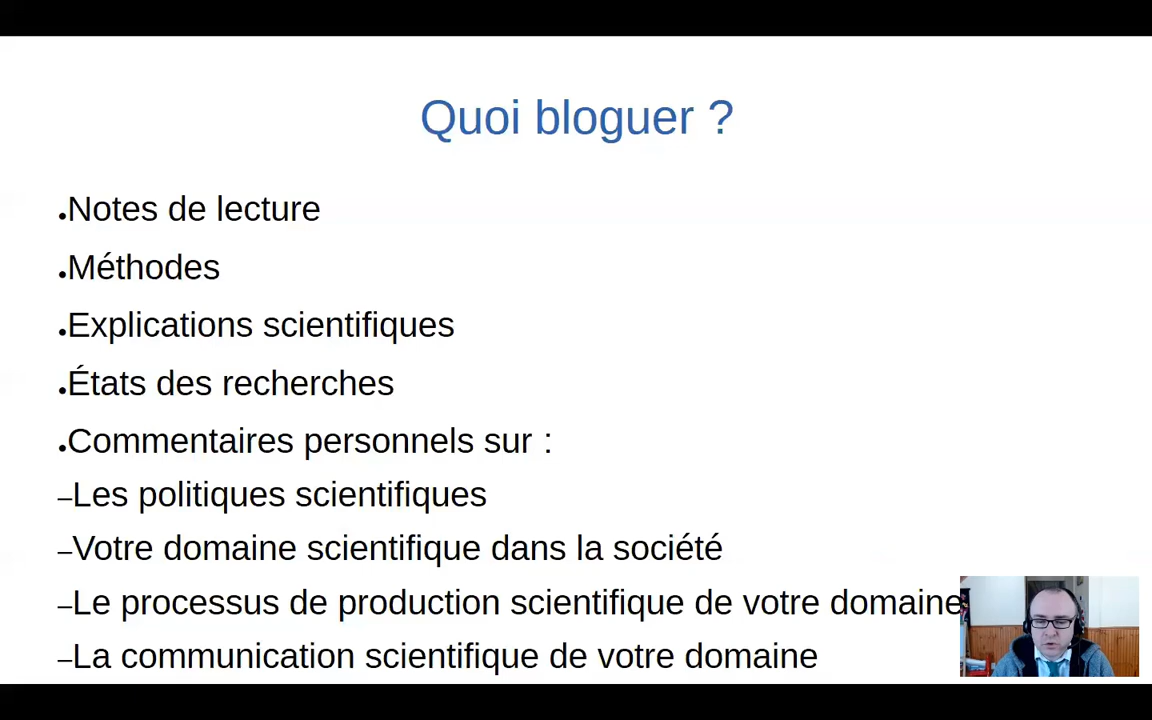 Quoi bloguer ?
•Notes de lecture
•Méthodes
•Explications scientifiques
•États des recherches
•Commentaires personnels sur :
–Les politiques scientifiques
–Votre domaine scientifique dans la société
–Le processus de production scientifique de votre domaine
–La communication scientifique de votre domaine